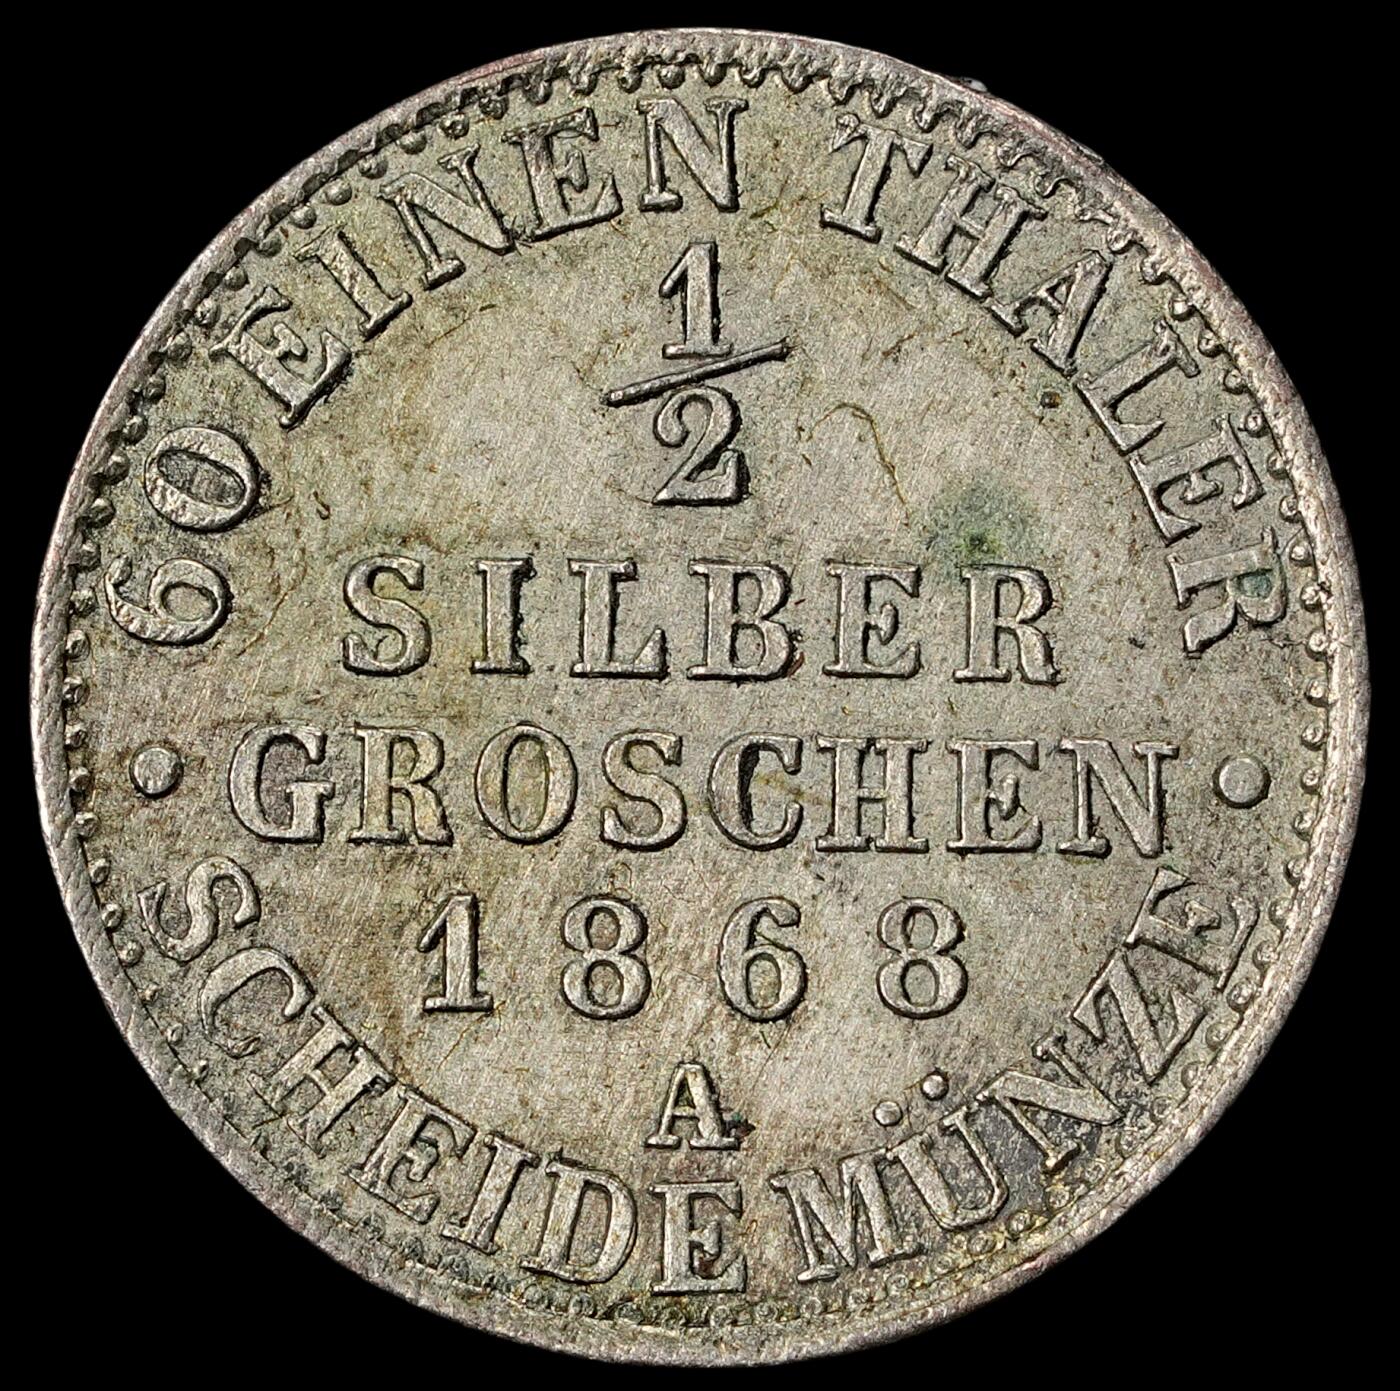 60 EINEN THALER
1/2
SILBER
GROSCHEN
1868
A
SCHEIDE MÜNZE